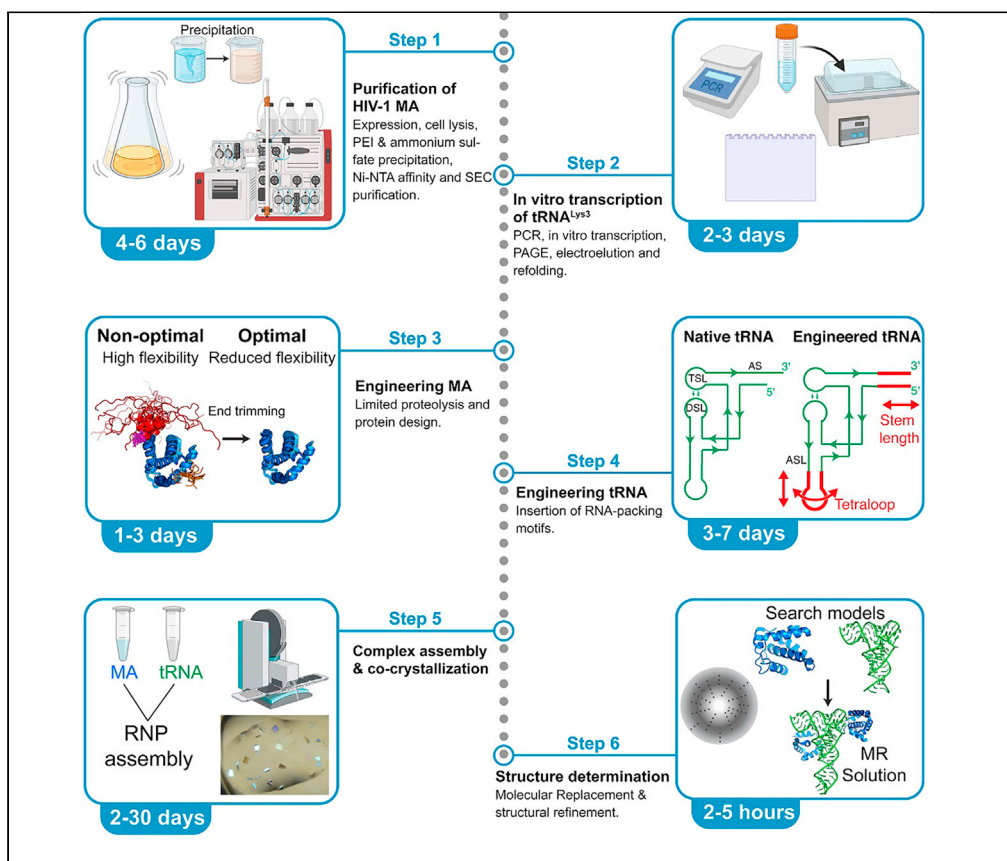 Precipitation
4-6 days
Step 1
Purification of
HIV-1 MA
Expression, cell lysis,
PEI & ammonium sul-
fate precipitation,
Ni-NTA affinity and SEC
purification.
Step 2
In vitro transcription
of tRNALys3
PCR, in vitro transcription,
PAGE, electroelution and
refolding.
PCR
2-3 days
Non-optimal
High flexibility
Optimal
Reduced flexibility
End trimming
1-3 days
Step 3
Engineering MA
Limited proteolysis and
protein design.
Step 4
Engineering tRNA
Insertion of RNA-packing
motifs.
Native tRNA
Engineered tRNA
TSL
AS
3'
5'
DSL
3'
5'
Stem
length
ASL
Tetraloop
3-7 days
MA
tRNA
RNP
assembly
2-30 days
Step 5
Complex assembly
& co-crystallization
Step 6
Structure determination
Molecular Replacement &
structural refinement.
Search models
MR
Solution
2-5 hours